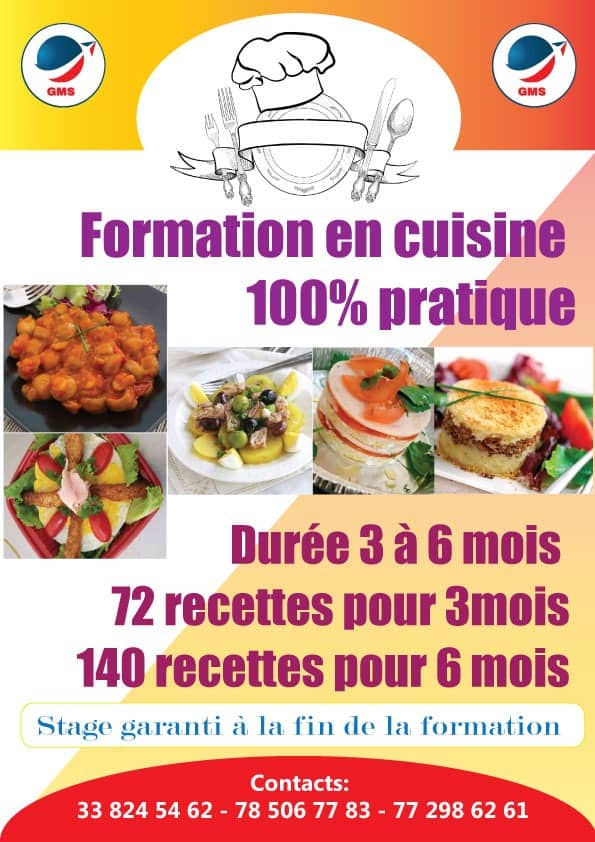 GMS
GMS
Formation en cuisine
100% pratique
Durée 3 à 6 mois
72 recettes pour 3mois
140 recettes pour 6 mois
Stage garanti à la fin de la formation
Contacts:
33 824 54 62 - 78 506 77 83 - 77 298 62 61